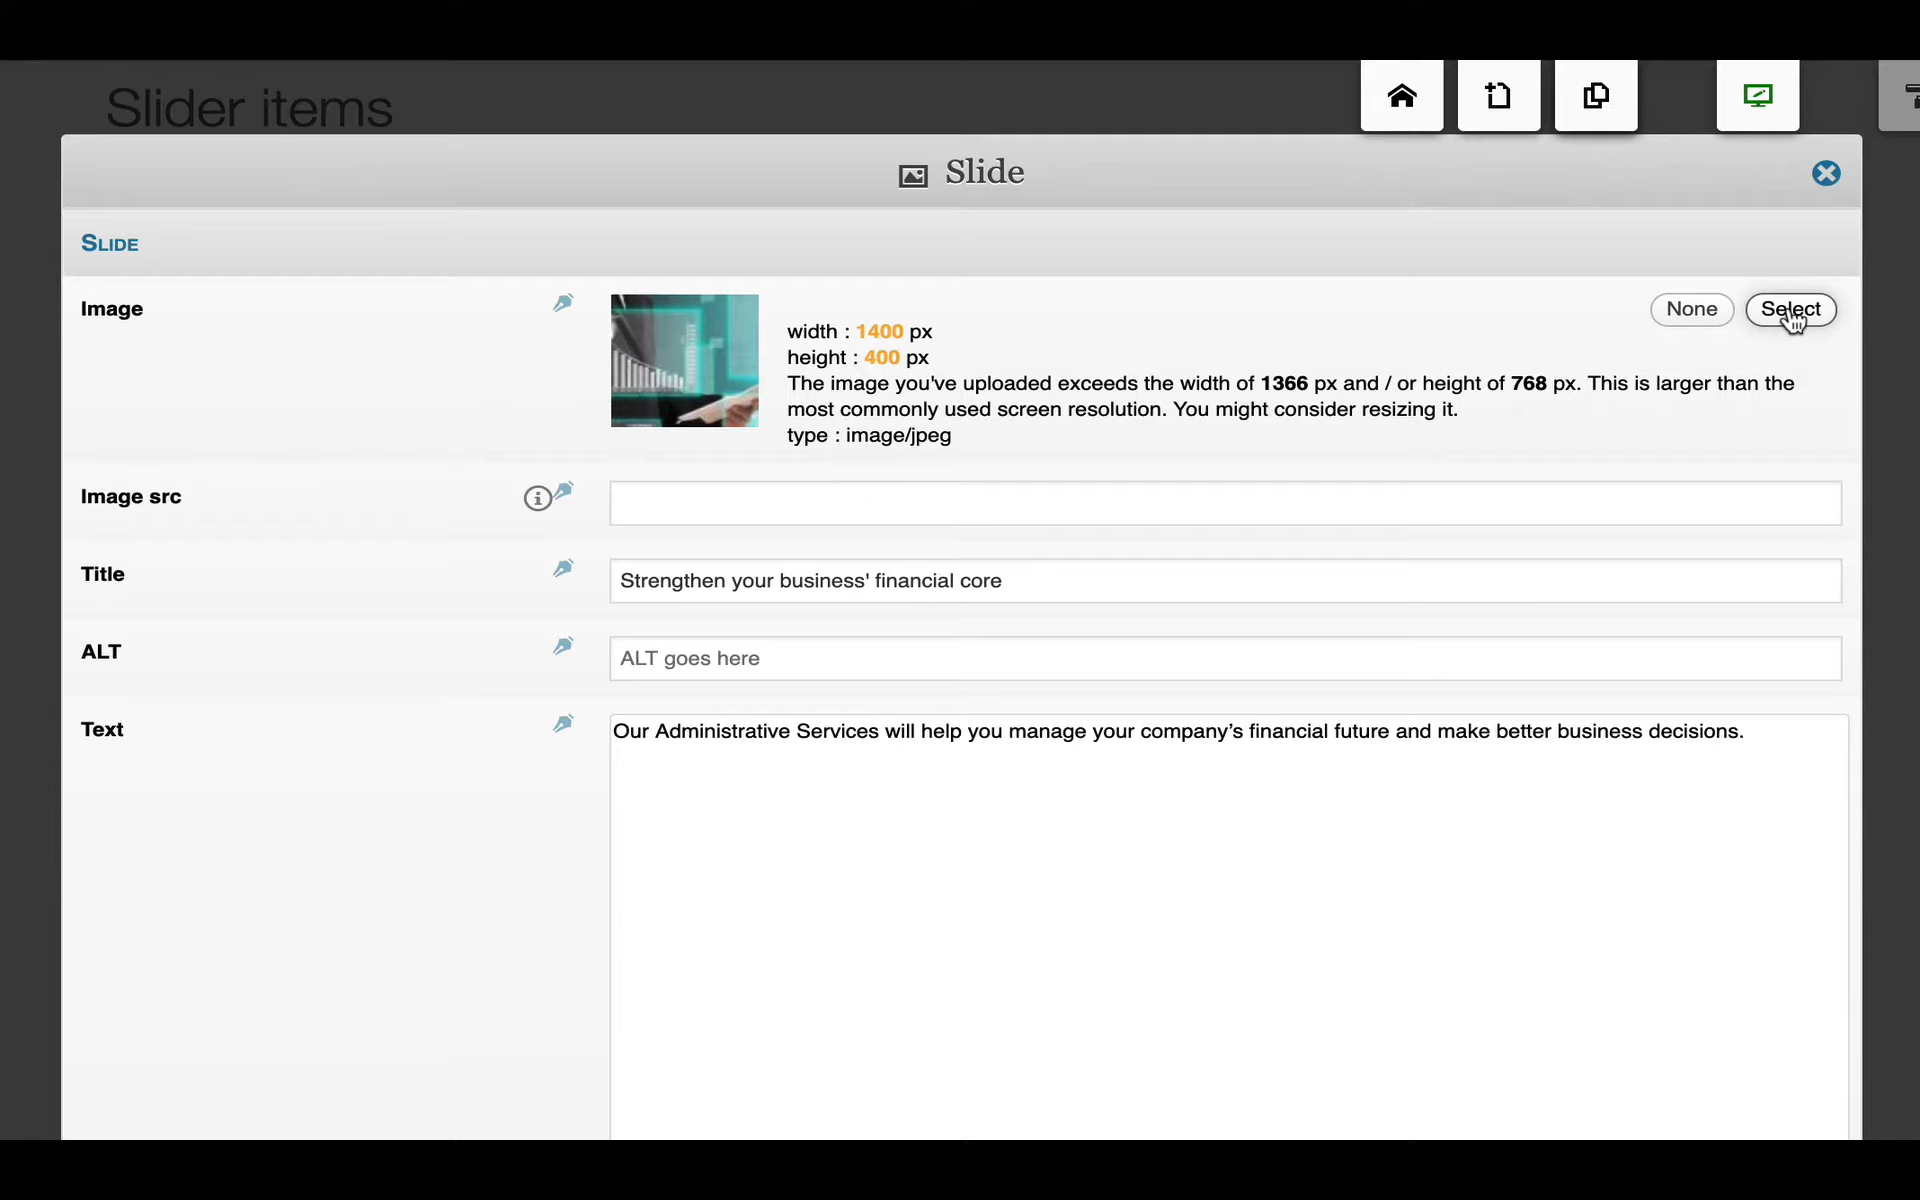 Slider items
Slide
SLIDE
Image
None
Select
width : 1400 px
height : 400 px
The image you've uploaded exceeds the width of 1366 px and / or height of 768 px. This is larger than the
most commonly used screen resolution. You might consider resizing it.
type : image/jpeg
Image src
Title
Strengthen your business' financial core
ALT
ALT goes here
Text
Our Administrative Services will help you manage your company’s financial future and make better business decisions.